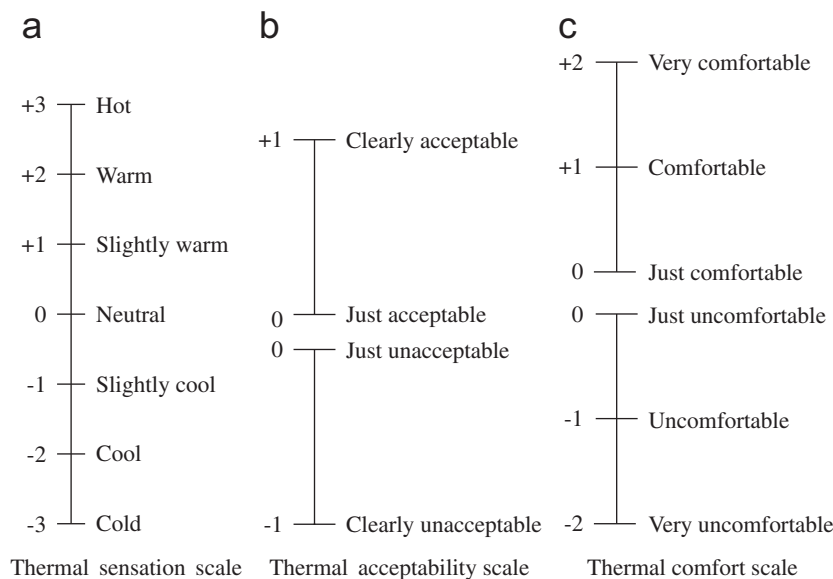 a
+3 Hot
+2 Warm
+1 Slightly warm
0 Neutral
-1 Slightly cool
-2 Cool
-3 Cold
Thermal sensation scale
b
+1 Clearly acceptable
0 Just acceptable
0 Just unacceptable
-1 Clearly unacceptable
Thermal acceptability scale
c
+2 Very comfortable
+1 Comfortable
0 Just comfortable
0 Just uncomfortable
-1 Uncomfortable
-2 Very uncomfortable
Thermal comfort scale